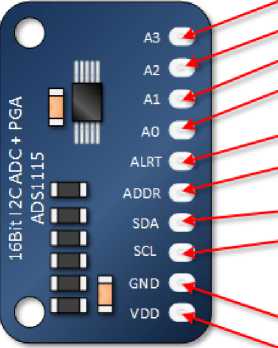 A3
A2
A1
A0
ALRT
ADDR
SDA
SCL
GND
VDD
16Bit I2C ADC + PGA
ADS1115